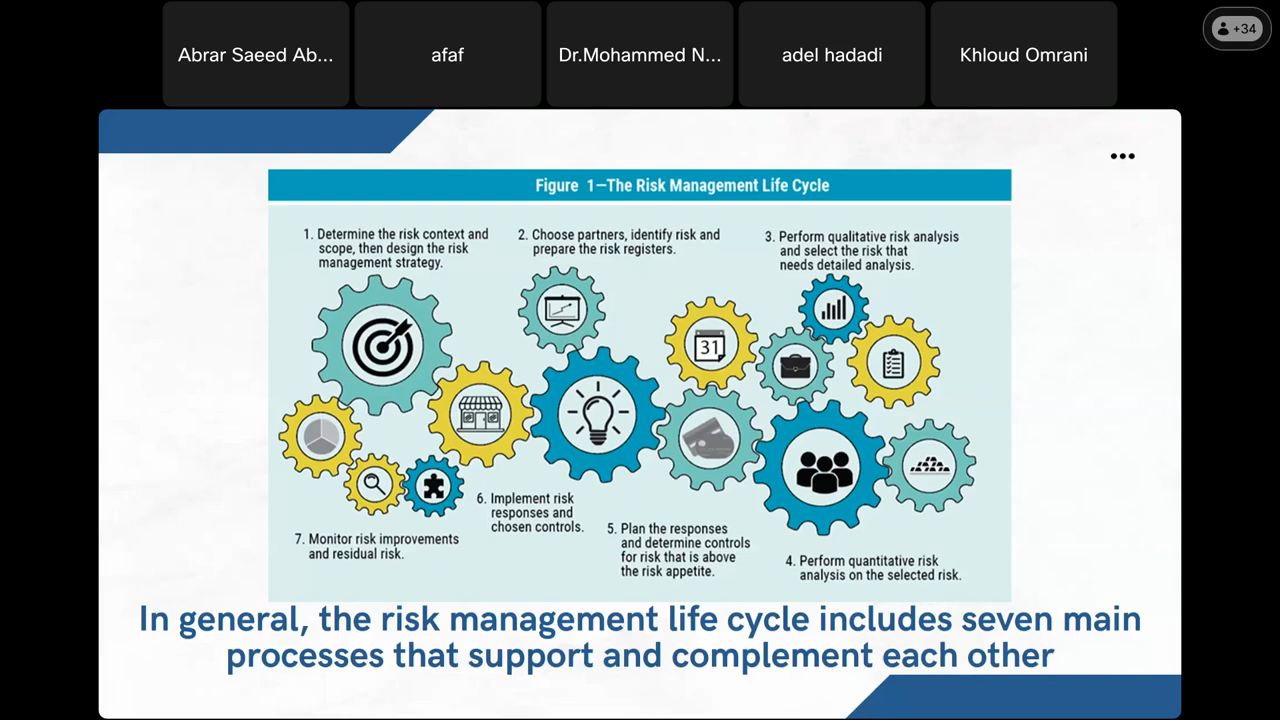 Abrar Saeed Ab...
afaf
Dr.Mohammed N...
adel hadadi
Khloud Omrani
+34
Figure 1—The Risk Management Life Cycle
1. Determine the risk context and
scope, then design the risk
management strategy.
2. Choose partners, identify risk and
prepare the risk registers.
3. Perform qualitative risk analysis
and select the risk that
needs detailed analysis.
31
6. Implement risk
responses and
chosen controls.
5. Plan the responses
and determine controls
for risk that is above
the risk appetite.
7. Monitor risk improvements
and residual risk.
4. Perform quantitative risk
analysis on the selected risk.
In general, the risk management life cycle includes seven main
processes that support and complement each other